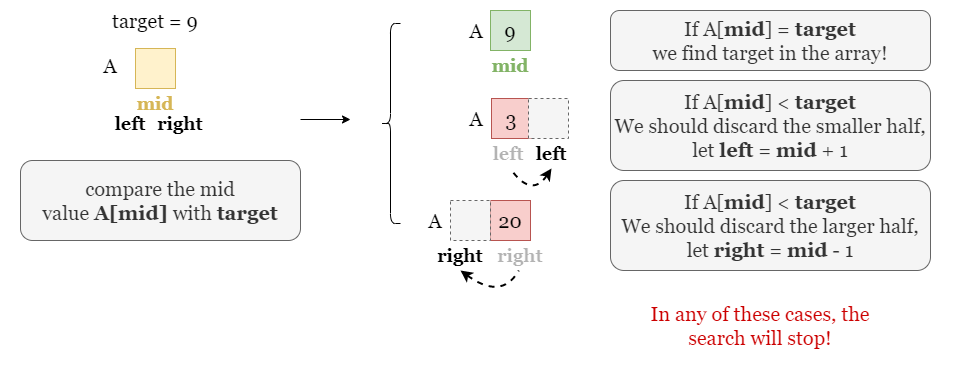 target = 9
A
mid
left right
compare the mid
value A[mid] with target
A 9
mid
If A[mid] = target
we find target in the array!
A 3
left left
If A[mid] < target
We should discard the smaller half,
let left = mid + 1
A 20
right right
If A[mid] < target
We should discard the larger half,
let right = mid - 1
In any of these cases, the
search will stop!